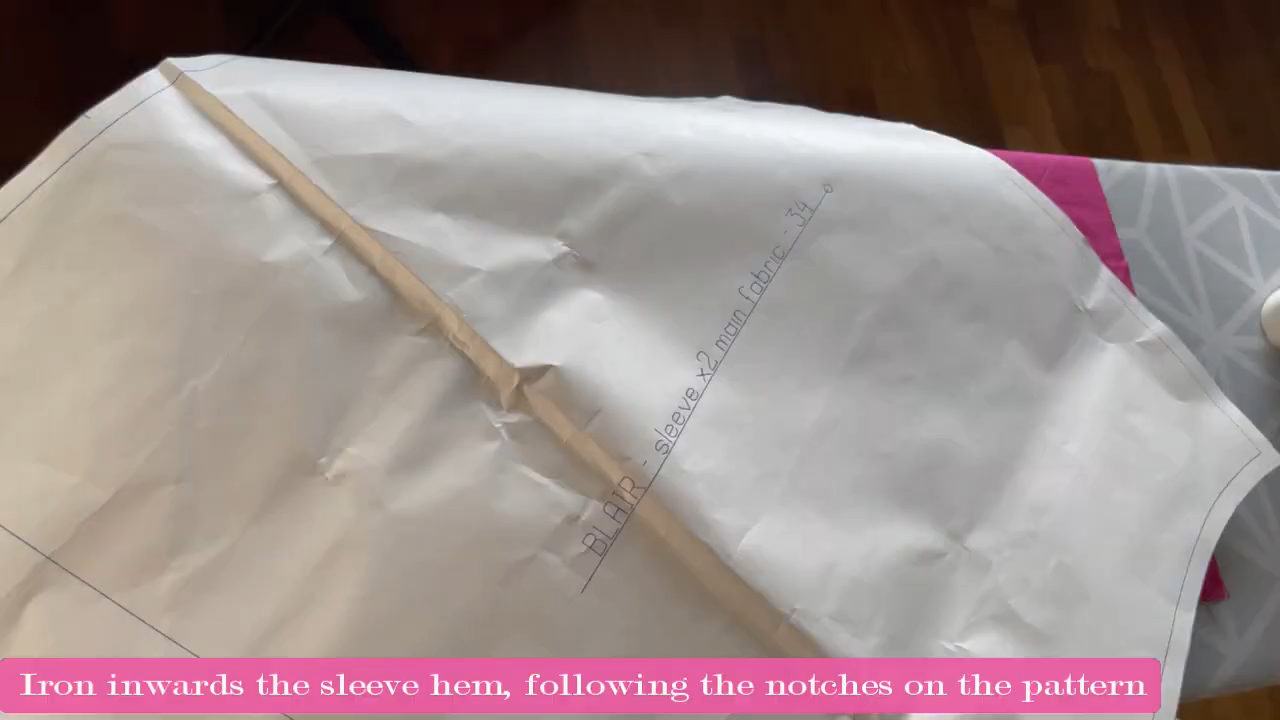 BLAIR - sleeve x2 main fabric - 34
Iron inwards the sleeve hem, following the notches on the pattern